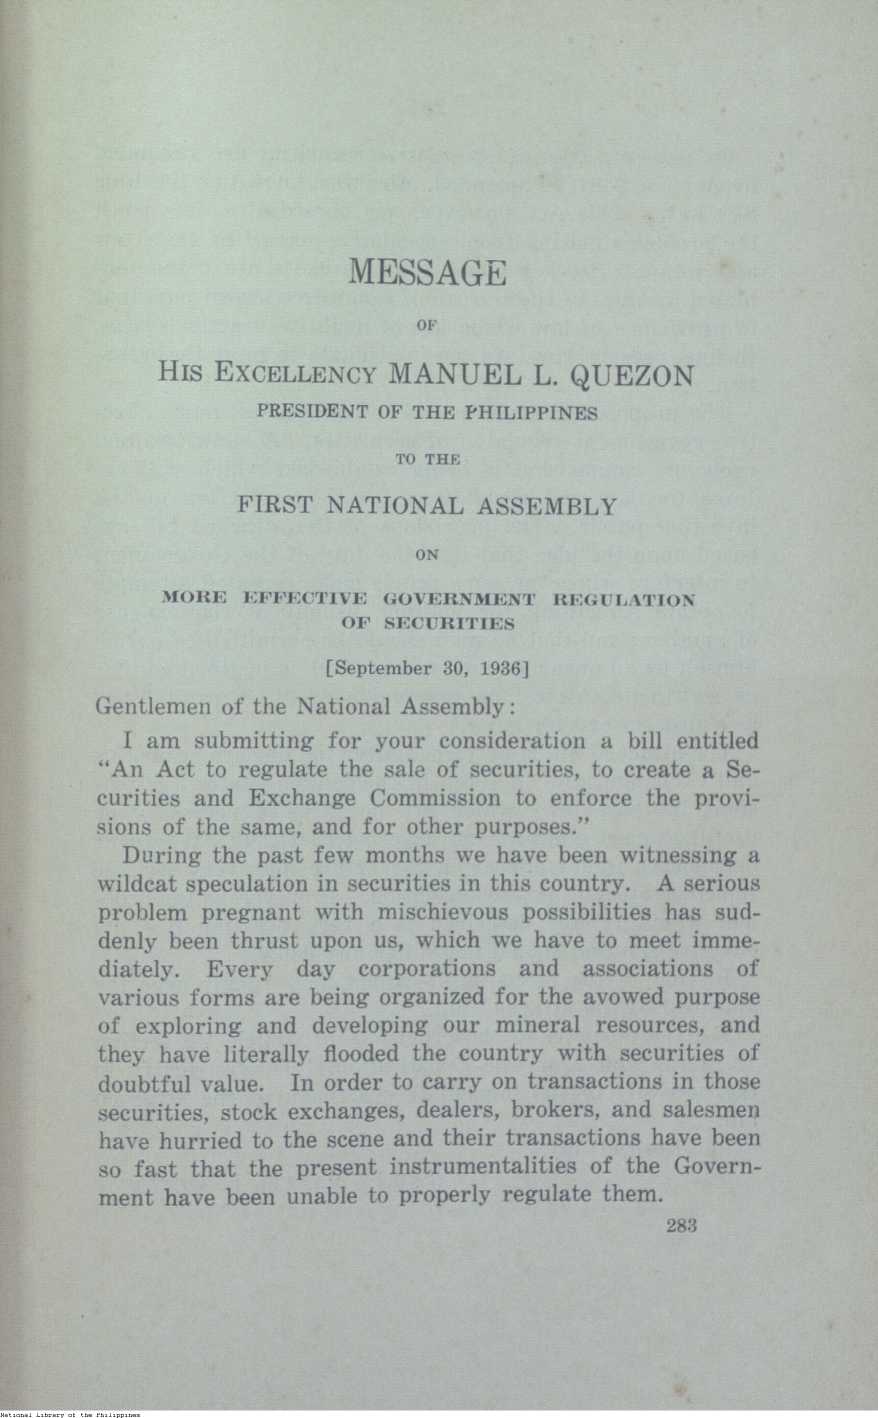 MESSAGE
OF
HIS EXCELLENCY MANUEL L. QUEZON
PRESIDENT OF THE PHILIPPINES
TO THE
FIRST NATIONAL ASSEMBLY
ON
MORE EFFECTIVE GOVERNMENT REGULATION
OF SECURITIES
[September 30, 1936]
Gentlemen of the National Assembly:
I am submitting for your consideration a bill entitled
“An Act to regulate the sale of securities, to create a Se-
curities and Exchange Commission to enforce the provi-
sions of the same, and for other purposes.”
During the past few months we have been witnessing a
wildcat speculation in securities in this country. A serious
problem pregnant with mischievous possibilities has sud-
denly been thrust upon us, which we have to meet imme-
diately. Every day corporations and associations of
various forms are being organized for the avowed purpose
of exploring and developing our mineral resources, and
they have literally flooded the country with securities of
doubtful value. In order to carry on transactions in those
securities, stock exchanges, dealers, brokers, and salesmen
have hurried to the scene and their transactions have been
so fast that the present instrumentalities of the Govern-
ment have been unable to properly regulate them.
283
National Library of the Philippines